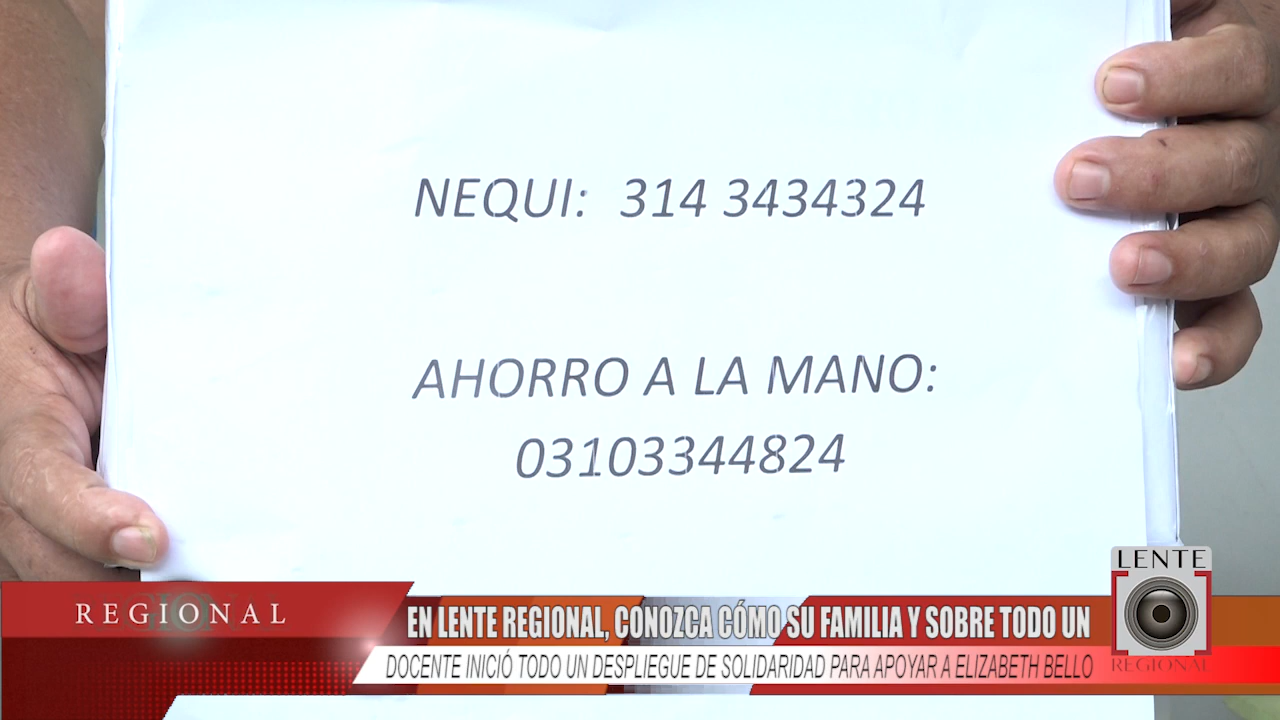 NEQUI: 314 3434324
AHORRO A LA MANO:
03103344824
REGIONAL
EN LENTE REGIONAL, CONOZCA CÓMO SU FAMILIA Y SOBRE TODO UN
DOCENTE INICIÓ TODO UN DESPLIEGUE DE SOLIDARIDAD PARA APOYAR A ELIZABETH BELLO
LENTE
REGIONAL